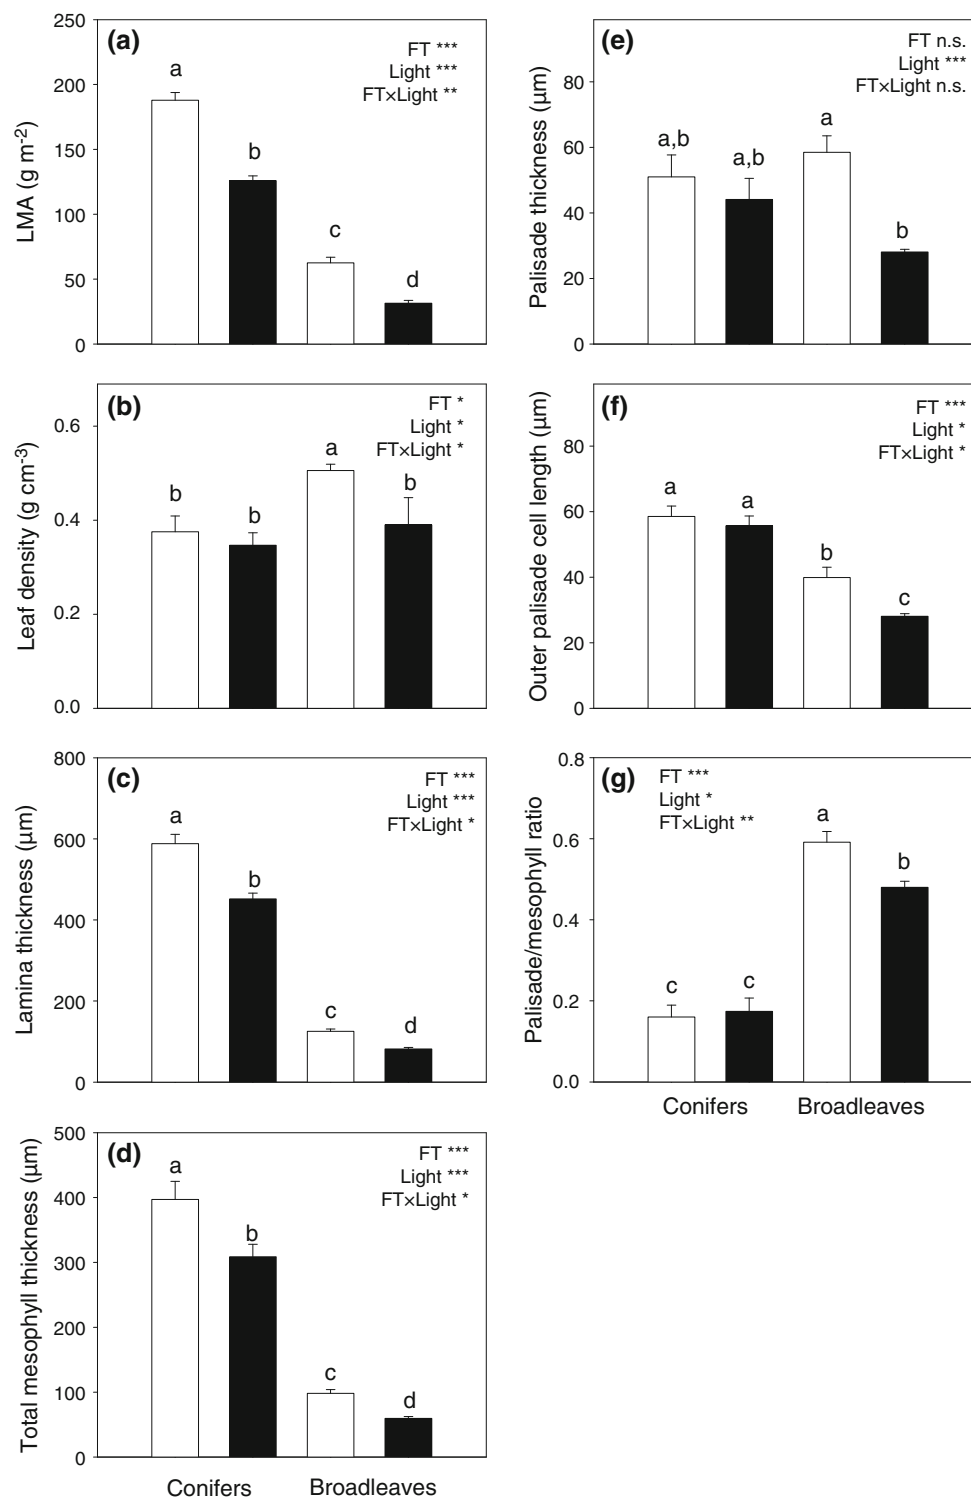 (a)
FT ***
Light ***
FT×Light **
LMA (g m-2)
250
200
150
100
50
0
a
b
c
d
(b)
FT *
Light *
FT×Light *
Leaf density (g cm-3)
0.6
0.4
0.2
0.0
b
b
a
b
(c)
FT ***
Light ***
FT×Light *
Lamina thickness (µm)
800
600
400
200
0
a
b
c
d
(d)
FT ***
Light ***
FT×Light *
Total mesophyll thickness (µm)
500
400
300
200
100
0
a
b
c
d
Conifers Broadleaves
(e)
FT n.s.
Light ***
FT×Light n.s.
Palisade thickness (µm)
80
60
40
20
0
a,b
a,b
a
b
(f)
FT ***
Light *
FT×Light *
Outer palisade cell length (µm)
80
60
40
20
0
a
a
b
c
(g)
FT ***
Light *
FT×Light **
Palisade/mesophyll ratio
0.8
0.6
0.4
0.2
0.0
c
c
a
b
Conifers Broadleaves